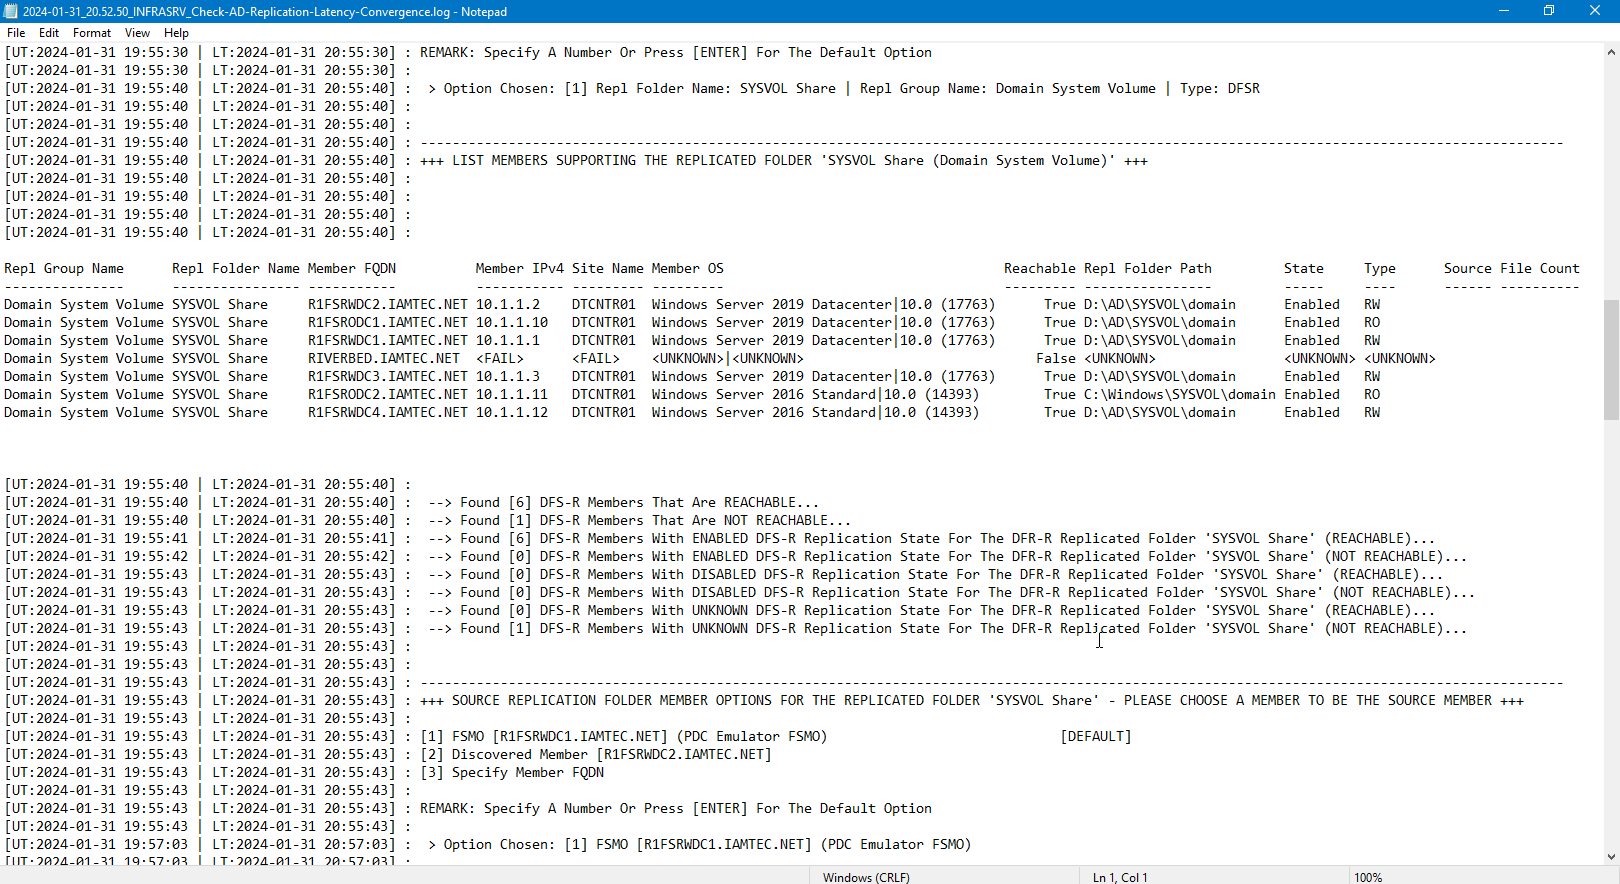 2024-01-31_20.52.50_INFRASRV_Check-AD-Replication-Latency-Convergence.log - Notepad
File Edit Format View Help
[UT:2024-01-31 19:55:30 | LT:2024-01-31 20:55:30] : REMARK: Specify A Number Or Press [ENTER] For The Default Option
[UT:2024-01-31 19:55:30 | LT:2024-01-31 20:55:30] :
[UT:2024-01-31 19:55:40 | LT:2024-01-31 20:55:40] :  > Option Chosen: [1] Repl Folder Name: SYSVOL Share | Repl Group Name: Domain System Volume | Type: DFSR
[UT:2024-01-31 19:55:40 | LT:2024-01-31 20:55:40] :
[UT:2024-01-31 19:55:40 | LT:2024-01-31 20:55:40] :
[UT:2024-01-31 19:55:40 | LT:2024-01-31 20:55:40] : -----------------------------------------------------------------------------------------------------------------------------------------------
[UT:2024-01-31 19:55:40 | LT:2024-01-31 20:55:40] : +++ LIST MEMBERS SUPPORTING THE REPLICATED FOLDER 'SYSVOL Share (Domain System Volume)' +++
[UT:2024-01-31 19:55:40 | LT:2024-01-31 20:55:40] :
[UT:2024-01-31 19:55:40 | LT:2024-01-31 20:55:40] :
[UT:2024-01-31 19:55:40 | LT:2024-01-31 20:55:40] :
[UT:2024-01-31 19:55:40 | LT:2024-01-31 20:55:40] :
Repl Group Name      Repl Folder Name Member FQDN          Member IPv4 Site Name Member OS                                   Reachable Repl Folder Path         State     Type      Source File Count
---------------      ---------------- -----------          ----------- --------- ---------                                   --------- ----------------         -----     ----      ------ ----------
Domain System Volume SYSVOL Share     R1FSRWDC2.IAMTEC.NET 10.1.1.2    DTCNTR01  Windows Server 2019 Datacenter|10.0 (17763)      True D:\AD\SYSVOL\domain      Enabled   RW
Domain System Volume SYSVOL Share     R1FSRODC1.IAMTEC.NET 10.1.1.10   DTCNTR01  Windows Server 2019 Datacenter|10.0 (17763)      True D:\AD\SYSVOL\domain      Enabled   RO
Domain System Volume SYSVOL Share     R1FSRWDC1.IAMTEC.NET 10.1.1.1    DTCNTR01  Windows Server 2019 Datacenter|10.0 (17763)      True D:\AD\SYSVOL\domain      Enabled   RW
Domain System Volume SYSVOL Share     RIVERBED.IAMTEC.NET  <FAIL>      <FAIL>    <UNKNOWN>|<UNKNOWN>                             False <UNKNOWN>                <UNKNOWN> <UNKNOWN>
Domain System Volume SYSVOL Share     R1FSRWDC3.IAMTEC.NET 10.1.1.3    DTCNTR01  Windows Server 2019 Datacenter|10.0 (17763)      True D:\AD\SYSVOL\domain      Enabled   RW
Domain System Volume SYSVOL Share     R1FSRODC2.IAMTEC.NET 10.1.1.11   DTCNTR01  Windows Server 2016 Standard|10.0 (14393)        True C:\Windows\SYSVOL\domain Enabled   RO
Domain System Volume SYSVOL Share     R1FSRWDC4.IAMTEC.NET 10.1.1.12   DTCNTR01  Windows Server 2016 Standard|10.0 (14393)        True D:\AD\SYSVOL\domain      Enabled   RW
[UT:2024-01-31 19:55:40 | LT:2024-01-31 20:55:40] :
[UT:2024-01-31 19:55:40 | LT:2024-01-31 20:55:40] :  --> Found [6] DFS-R Members That Are REACHABLE...
[UT:2024-01-31 19:55:40 | LT:2024-01-31 20:55:40] :  --> Found [1] DFS-R Members That Are NOT REACHABLE...
[UT:2024-01-31 19:55:41 | LT:2024-01-31 20:55:41] :  --> Found [6] DFS-R Members With ENABLED DFS-R Replication State For The DFR-R Replicated Folder 'SYSVOL Share' (REACHABLE)...
[UT:2024-01-31 19:55:42 | LT:2024-01-31 20:55:42] :  --> Found [0] DFS-R Members With ENABLED DFS-R Replication State For The DFR-R Replicated Folder 'SYSVOL Share' (NOT REACHABLE)...
[UT:2024-01-31 19:55:43 | LT:2024-01-31 20:55:43] :  --> Found [0] DFS-R Members With DISABLED DFS-R Replication State For The DFR-R Replicated Folder 'SYSVOL Share' (REACHABLE)...
[UT:2024-01-31 19:55:43 | LT:2024-01-31 20:55:43] :  --> Found [0] DFS-R Members With DISABLED DFS-R Replication State For The DFR-R Replicated Folder 'SYSVOL Share' (NOT REACHABLE)...
[UT:2024-01-31 19:55:43 | LT:2024-01-31 20:55:43] :  --> Found [0] DFS-R Members With UNKNOWN DFS-R Replication State For The DFR-R Replicated Folder 'SYSVOL Share' (REACHABLE)...
[UT:2024-01-31 19:55:43 | LT:2024-01-31 20:55:43] :  --> Found [1] DFS-R Members With UNKNOWN DFS-R Replication State For The DFR-R Replicated Folder 'SYSVOL Share' (NOT REACHABLE)...
[UT:2024-01-31 19:55:43 | LT:2024-01-31 20:55:43] :
[UT:2024-01-31 19:55:43 | LT:2024-01-31 20:55:43] :
[UT:2024-01-31 19:55:43 | LT:2024-01-31 20:55:43] : -----------------------------------------------------------------------------------------------------------------------------------------------
[UT:2024-01-31 19:55:43 | LT:2024-01-31 20:55:43] : +++ SOURCE REPLICATION FOLDER MEMBER OPTIONS FOR THE REPLICATED FOLDER 'SYSVOL Share' - PLEASE CHOOSE A MEMBER TO BE THE SOURCE MEMBER +++
[UT:2024-01-31 19:55:43 | LT:2024-01-31 20:55:43] :
[UT:2024-01-31 19:55:43 | LT:2024-01-31 20:55:43] : [1] FSMO [R1FSRWDC1.IAMTEC.NET] (PDC Emulator FSMO)                             [DEFAULT]
[UT:2024-01-31 19:55:43 | LT:2024-01-31 20:55:43] : [2] Discovered Member [R1FSRWDC2.IAMTEC.NET]
[UT:2024-01-31 19:55:43 | LT:2024-01-31 20:55:43] : [3] Specify Member FQDN
[UT:2024-01-31 19:55:43 | LT:2024-01-31 20:55:43] :
[UT:2024-01-31 19:55:43 | LT:2024-01-31 20:55:43] : REMARK: Specify A Number Or Press [ENTER] For The Default Option
[UT:2024-01-31 19:55:43 | LT:2024-01-31 20:55:43] :
[UT:2024-01-31 19:57:03 | LT:2024-01-31 20:57:03] :  > Option Chosen: [1] FSMO [R1FSRWDC1.IAMTEC.NET] (PDC Emulator FSMO)
[UT:2024-01-31 19:57:03 | LT:2024-01-31 20:57:03] :
Windows (CRLF) Ln 1, Col 1 100%